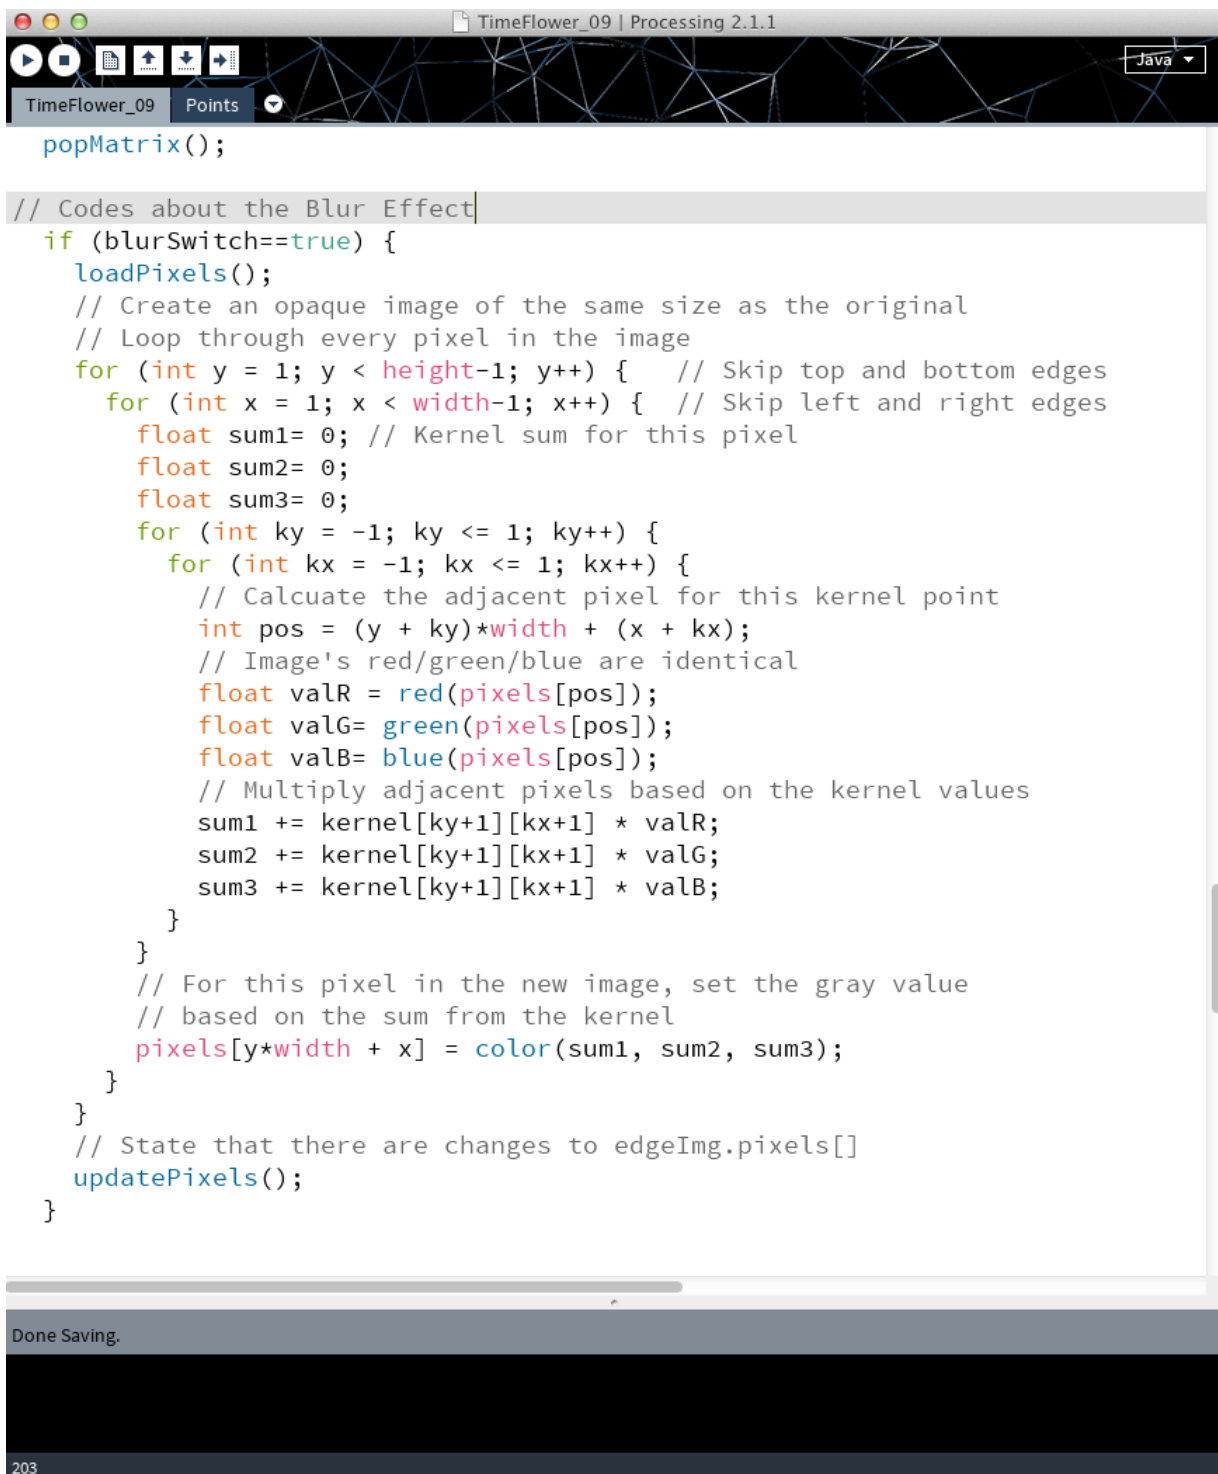 TimeFlower_09 | Processing 2.1.1
Java
TimeFlower_09 Points
popMatrix();
// Codes about the Blur Effect
if (blurSwitch==true) {
loadPixels();
// Create an opaque image of the same size as the original
// Loop through every pixel in the image
for (int y = 1; y < height-1; y++) { // Skip top and bottom edges
for (int x = 1; x < width-1; x++) { // Skip left and right edges
float sum1= 0; // Kernel sum for this pixel
float sum2= 0;
float sum3= 0;
for (int ky = -1; ky <= 1; ky++) {
for (int kx = -1; kx <= 1; kx++) {
// Calcuate the adjacent pixel for this kernel point
int pos = (y + ky)*width + (x + kx);
// Image's red/green/blue are identical
float valR = red(pixels[pos]);
float valG= green(pixels[pos]);
float valB= blue(pixels[pos]);
// Multiply adjacent pixels based on the kernel values
sum1 += kernel[ky+1][kx+1] * valR;
sum2 += kernel[ky+1][kx+1] * valG;
sum3 += kernel[ky+1][kx+1] * valB;
}
}
// For this pixel in the new image, set the gray value
// based on the sum from the kernel
pixels[y*width + x] = color(sum1, sum2, sum3);
}
}
// State that there are changes to edgeImg.pixels[]
updatePixels();
}
Done Saving.
203